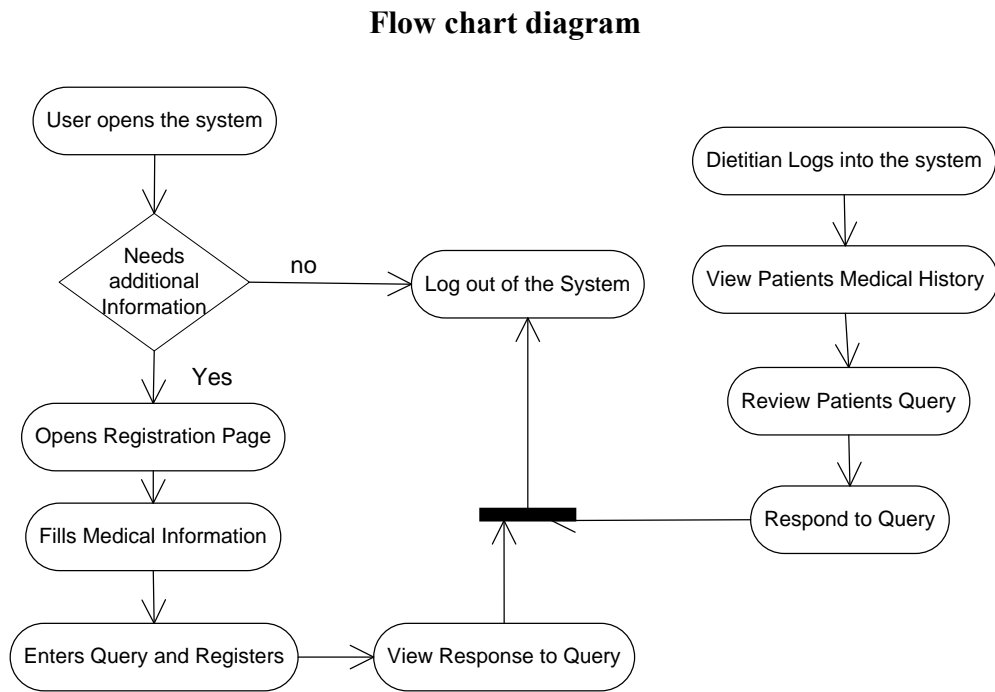 Flow chart diagram
User opens the system
Needs
additional
Information
no
Log out of the System
Yes
Opens Registration Page
Fills Medical Information
Enters Query and Registers
View Response to Query
Dietitian Logs into the system
View Patients Medical History
Review Patients Query
Respond to Query